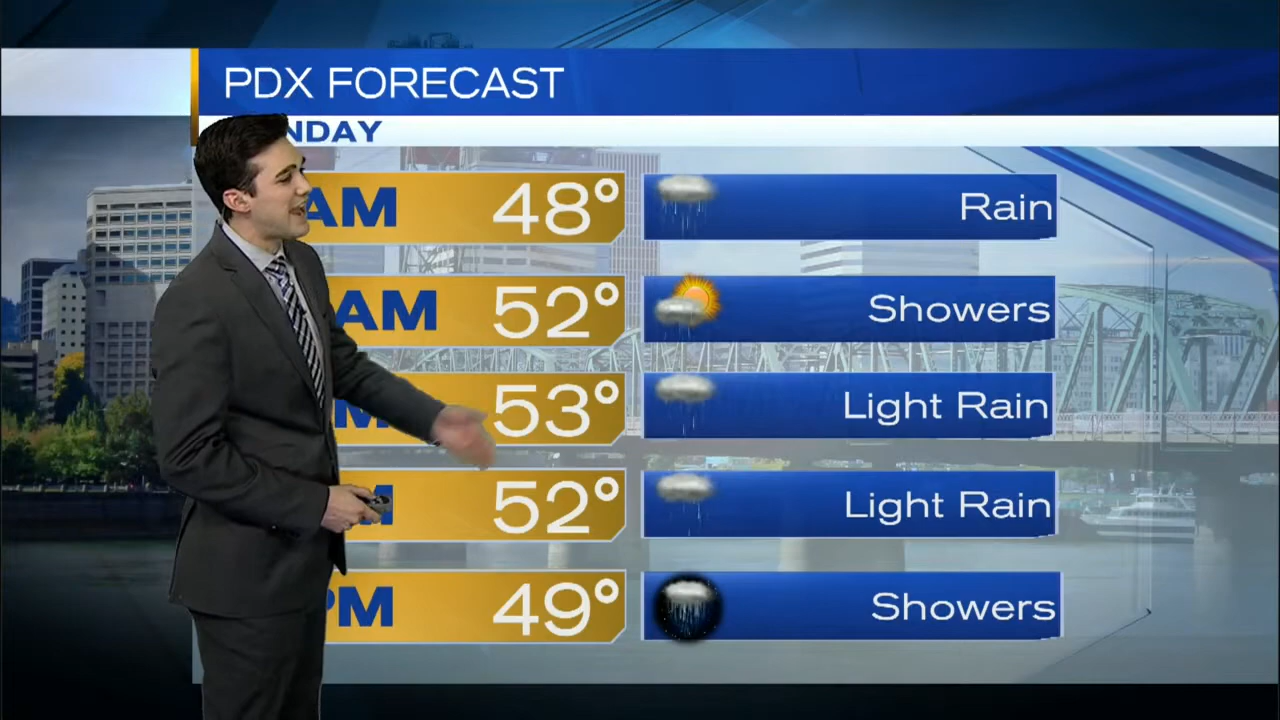 PDX FORECAST
NDAY
AM 48° Rain
AM 52° Showers
M 53° Light Rain
M 52° Light Rain
PM 49° Showers